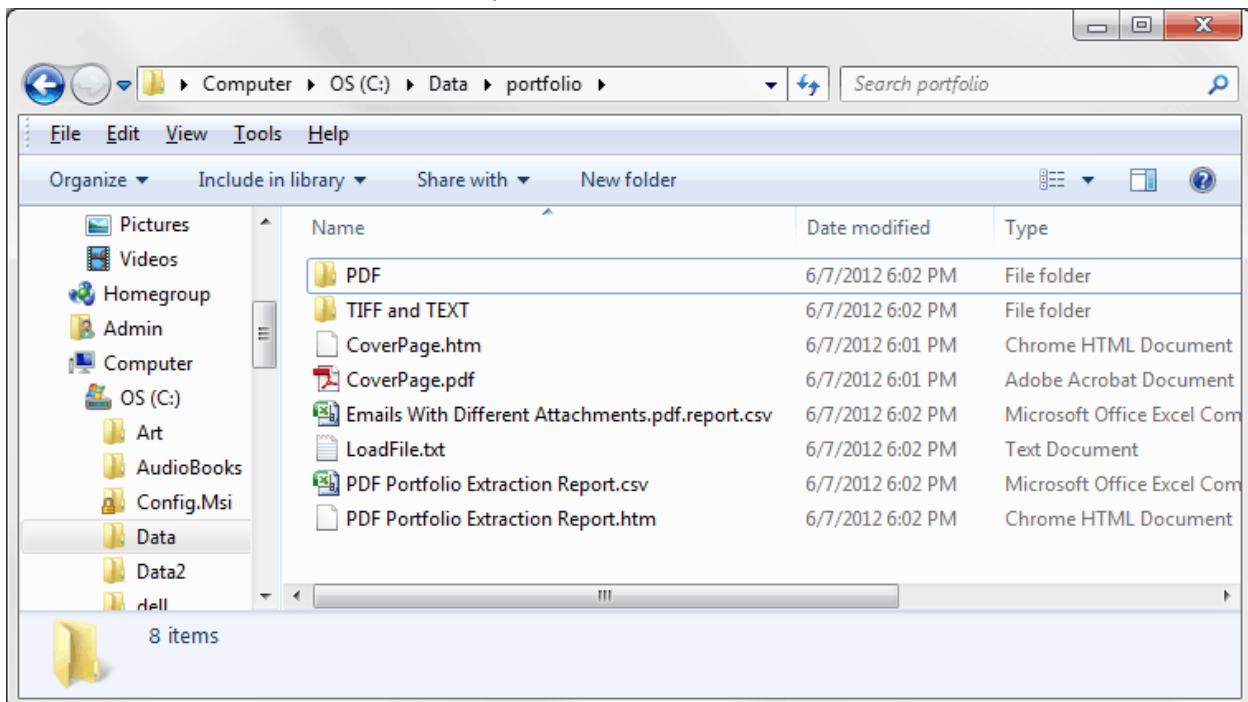 Computer ▸ OS (C:) ▸ Data ▸ portfolio ▸ Search portfolio
File Edit View Tools Help
Organize Include in library Share with New folder
Pictures
Videos
Homegroup
Admin
Computer
OS (C:)
Art
AudioBooks
Config.Msi
Data
Data2
dell
Name Date modified Type
PDF 6/7/2012 6:02 PM File folder
TIFF and TEXT 6/7/2012 6:02 PM File folder
CoverPage.htm 6/7/2012 6:01 PM Chrome HTML Document
CoverPage.pdf 6/7/2012 6:01 PM Adobe Acrobat Document
Emails With Different Attachments.pdf.report.csv 6/7/2012 6:02 PM Microsoft Office Excel Com
LoadFile.txt 6/7/2012 6:02 PM Text Document
PDF Portfolio Extraction Report.csv 6/7/2012 6:02 PM Microsoft Office Excel Com
PDF Portfolio Extraction Report.htm 6/7/2012 6:02 PM Chrome HTML Document
8 items